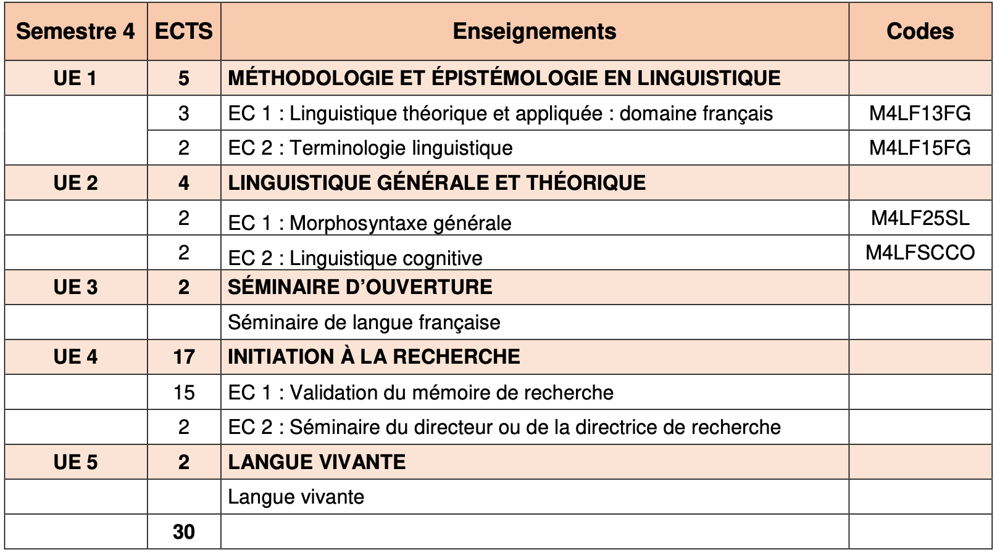 Semestre 4 ECTS Enseignements Codes
UE 1 5 MÉTHODOLOGIE ET ÉPISTÉMOLOGIE EN LINGUISTIQUE
3 EC 1 : Linguistique théorique et appliquée : domaine français M4LF13FG
2 EC 2 : Terminologie linguistique M4LF15FG
UE 2 4 LINGUISTIQUE GÉNÉRALE ET THÉORIQUE
2 EC 1 : Morphosyntaxe générale M4LF25SL
2 EC 2 : Linguistique cognitive M4LFSCCO
UE 3 2 SÉMINAIRE D’OUVERTURE
Séminaire de langue française
UE 4 17 INITIATION À LA RECHERCHE
15 EC 1 : Validation du mémoire de recherche
2 EC 2 : Séminaire du directeur ou de la directrice de recherche
UE 5 2 LANGUE VIVANTE
Langue vivante
30